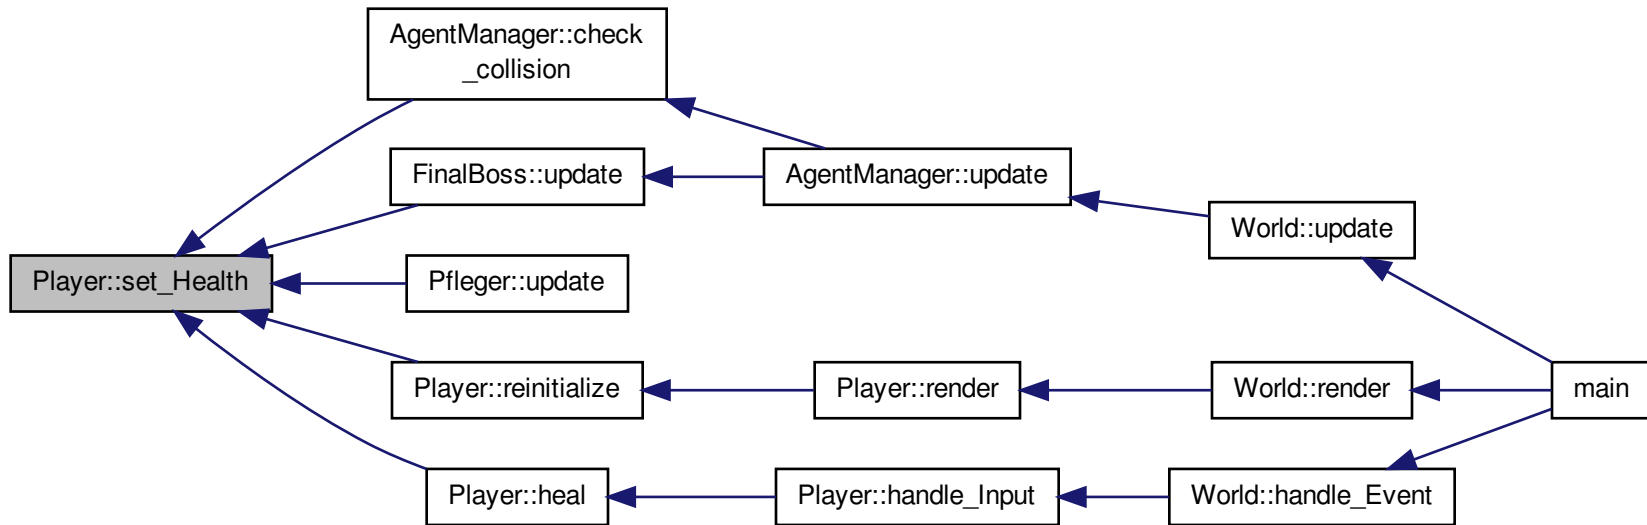 AgentManager::check
_collision
FinalBoss::update
AgentManager::update
World::update
Player::set_Health
Pfleger::update
Player::reinitialize
Player::render
World::render
main
Player::heal
Player::handle_Input
World::handle_Event